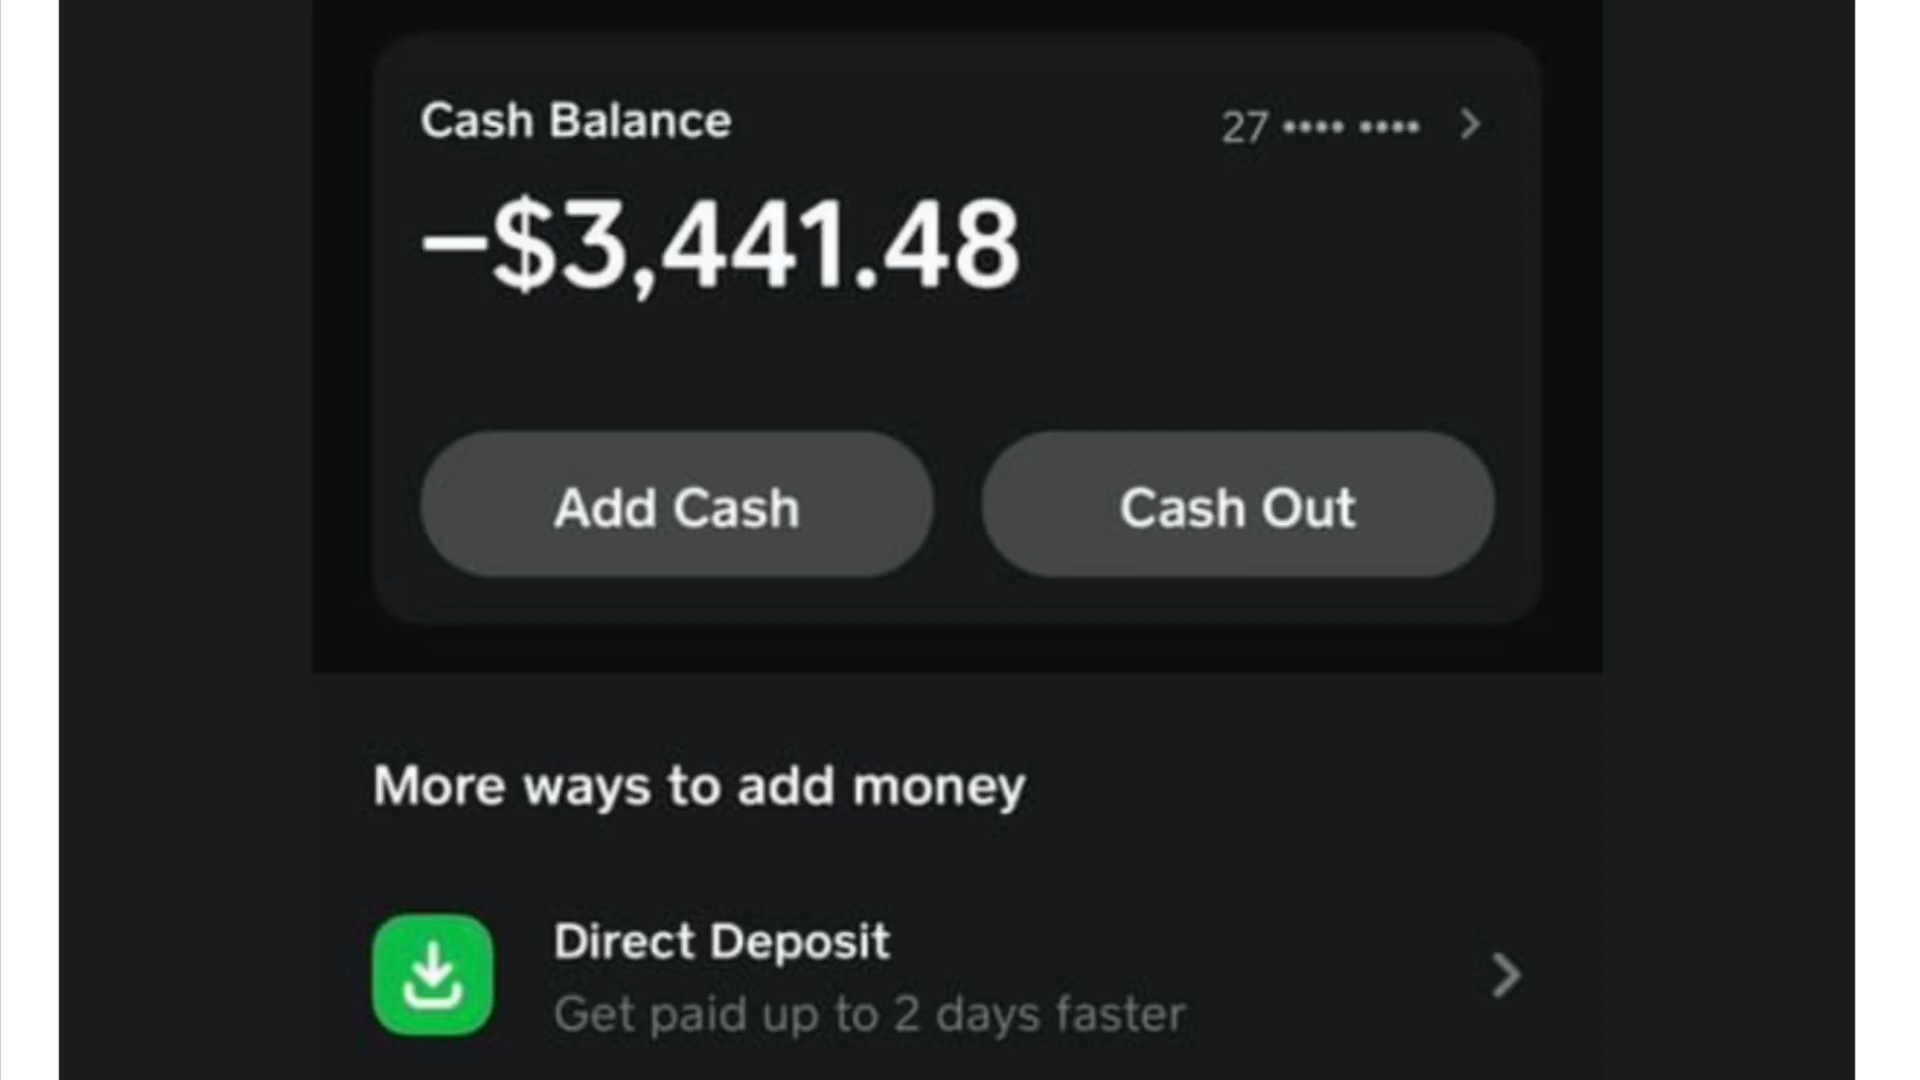 Cash Balance
27 •••• ••••
–$3,441.48
Add Cash
Cash Out
More ways to add money
Direct Deposit
Get paid up to 2 days faster